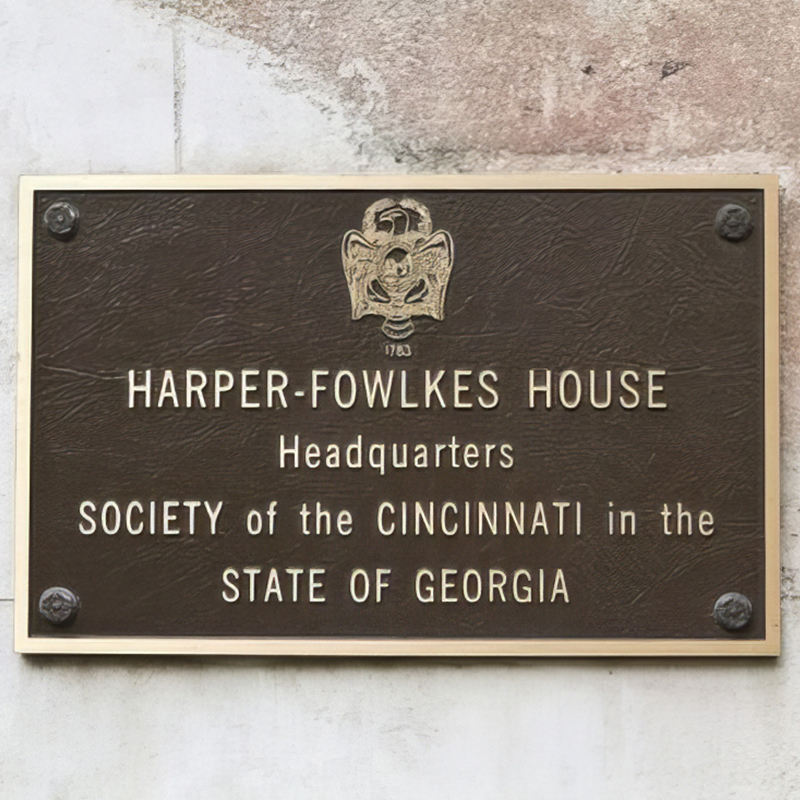 1783
HARPER-FOWLKES HOUSE
Headquarters
SOCIETY of the CINCINNATI in the
STATE OF GEORGIA